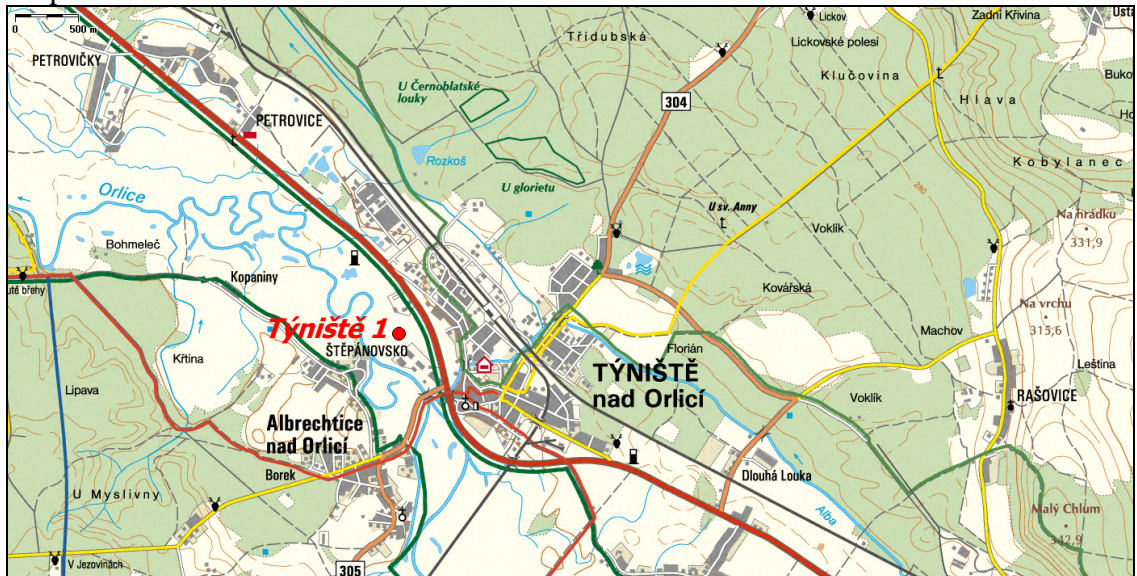 0 500 m
Lickov
Zadní Křivina
Třídubská
Lickovské polesí
PETROVIČKY
Klučovina
U Černoblatské
louky
304
Hlava
PETROVICE
Rozkoš
Kobylanec
Orlice
U glorietu
280
U sv. Anny
Na hrádku
331,9
Voklík
Bohmeleč
Kopaniny
Kovářská
Na vrchu
315,6
Týniště 1
Machov
ŠTĚPÁNOVSKO
Křtina
Florián
Leština
TÝNIŠTĚ
nad Orlicí
Lipava
RAŠOVICE
Voklík
Albrechtice
nad Orlicí
Borek
Dlouhá Louka
U Myslivny
Malý Chlum
342,9
Alba
V Jezovinách
305